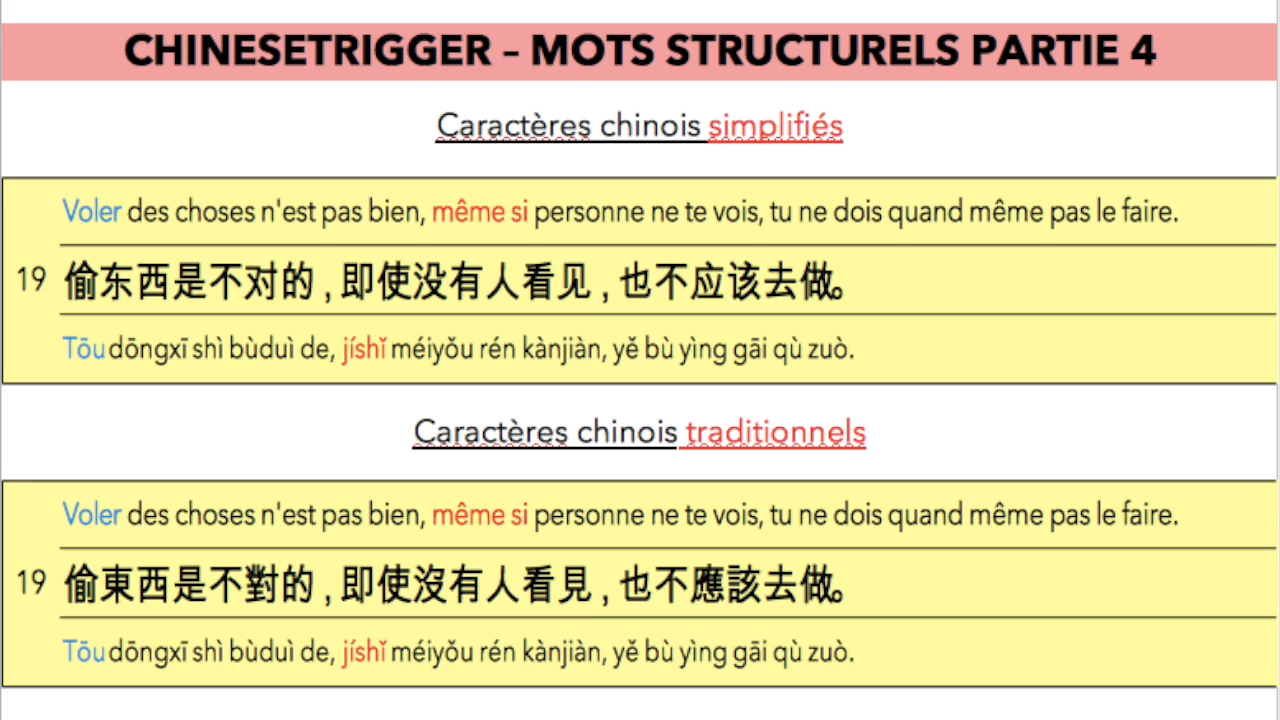 CHINESETRIGGER – MOTS STRUCTURELS PARTIE 4
Caractères chinois simplifiés
Voler des choses n'est pas bien, même si personne ne te vois, tu ne dois quand même pas le faire.
19 偷东西是不对的 , 即使没有人看见 , 也不应该去做。
Tōu dōngxī shì bùduì de, jíshǐ méiyǒu rén kànjiàn, yě bù yìng gāi qù zuò.
Caractères chinois traditionnels
Voler des choses n'est pas bien, même si personne ne te vois, tu ne dois quand même pas le faire.
19 偷東西是不對的 , 即使沒有人看見 , 也不應該去做。
Tōu dōngxī shì bùduì de, jíshǐ méiyǒu rén kànjiàn, yě bù yìng gāi qù zuò.